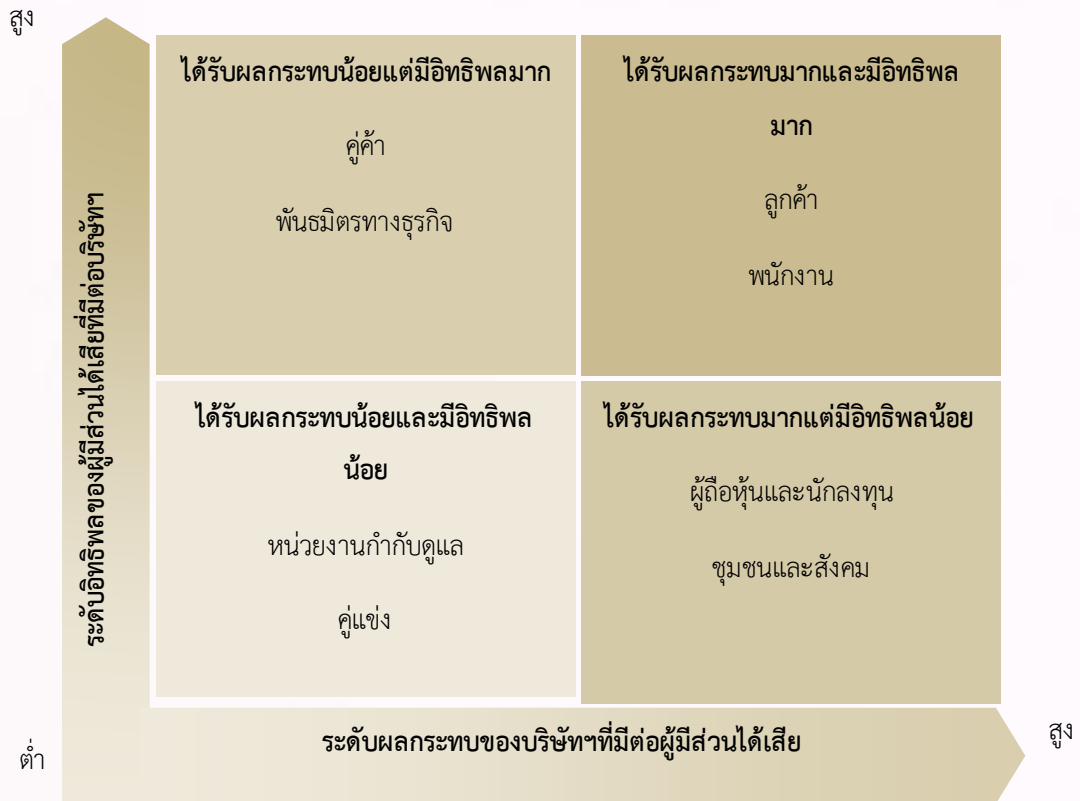 สูง
ได้รับผลกระทบน้อยแต่มีอิทธิพลมาก
คู่ค้า
พันธมิตรทางธุรกิจ
ได้รับผลกระทบมากและมีอิทธิพล
มาก
ลูกค้า
พนักงาน
ระดับอิทธิพลของผู้มีส่วนได้เสียที่มีต่อบริษัทฯ
ได้รับผลกระทบน้อยและมีอิทธิพล
น้อย
หน่วยงานกำกับดูแล
คู่แข่ง
ได้รับผลกระทบมากแต่มีอิทธิพลน้อย
ผู้ถือหุ้นและนักลงทุน
ชุมชนและสังคม
ต่ำ
ระดับผลกระทบของบริษัทฯที่มีต่อผู้มีส่วนได้เสีย
สูง